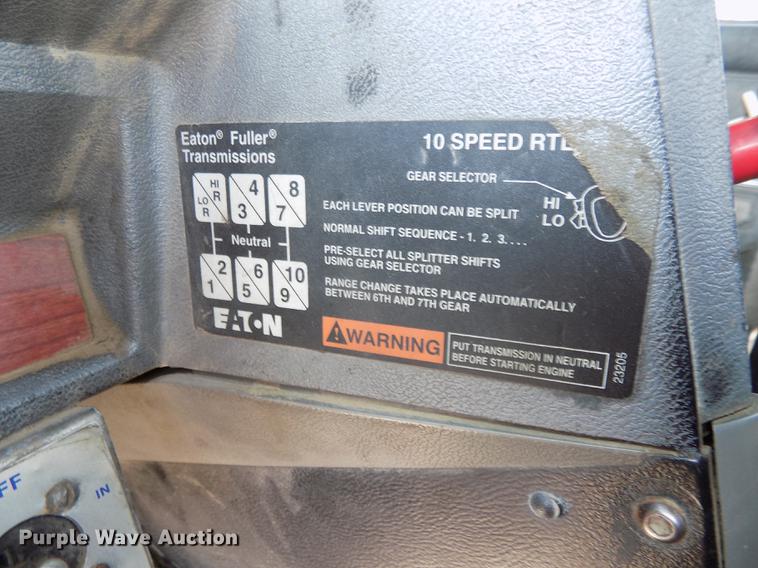 Eaton® Fuller®
Transmissions
10 SPEED RTL
GEAR SELECTOR
HI
LO
HI
R
LO
R
4
3
8
7
Neutral
2
1
6
5
10
9
EACH LEVER POSITION CAN BE SPLIT
NORMAL SHIFT SEQUENCE - 1. 2. 3. . . .
PRE-SELECT ALL SPLITTER SHIFTS
USING GEAR SELECTOR
RANGE CHANGE TAKES PLACE AUTOMATICALLY
BETWEEN 6TH AND 7TH GEAR
EATON
WARNING
PUT TRANSMISSION IN NEUTRAL
BEFORE STARTING ENGINE
23205
FF
IN
Purple Wave Auction